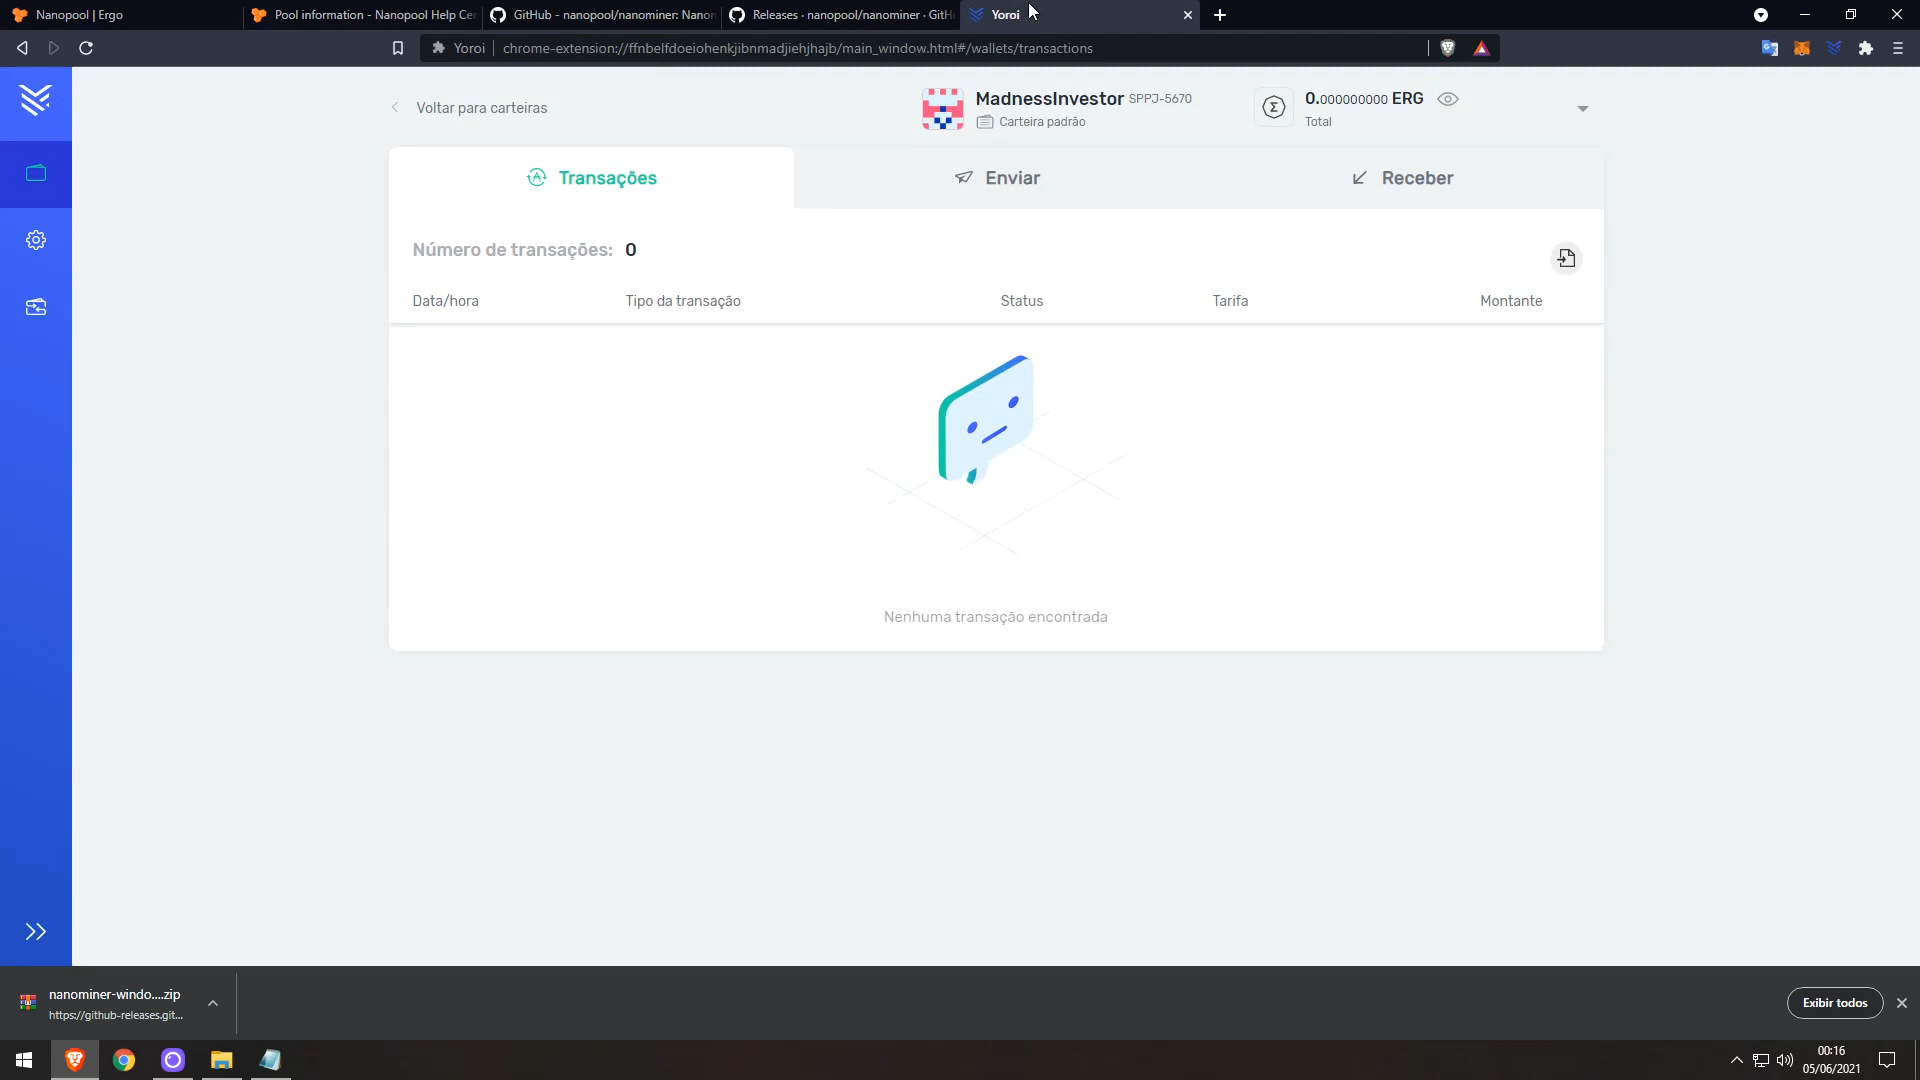 Nanopool | Ergo
Pool information - Nanopool Help Ce
GitHub - nanopool/nanominer: Nanon
Releases · nanopool/nanominer · GitH
Yoroi
Yoroi
chrome-extension://ffnbelfdoeiohenkjibnmadjiehjhajb/main_window.html#/wallets/transactions
Voltar para carteiras
MadnessInvestor SPPJ-5670
Carteira padrão
0.000000000 ERG
Total
Transações
Enviar
Receber
Número de transações: 0
Data/hora
Tipo da transação
Status
Tarifa
Montante
Nenhuma transação encontrada
nanominer-windo....zip
https://github-releases.git...
Exibir todos
00:16
05/06/2021